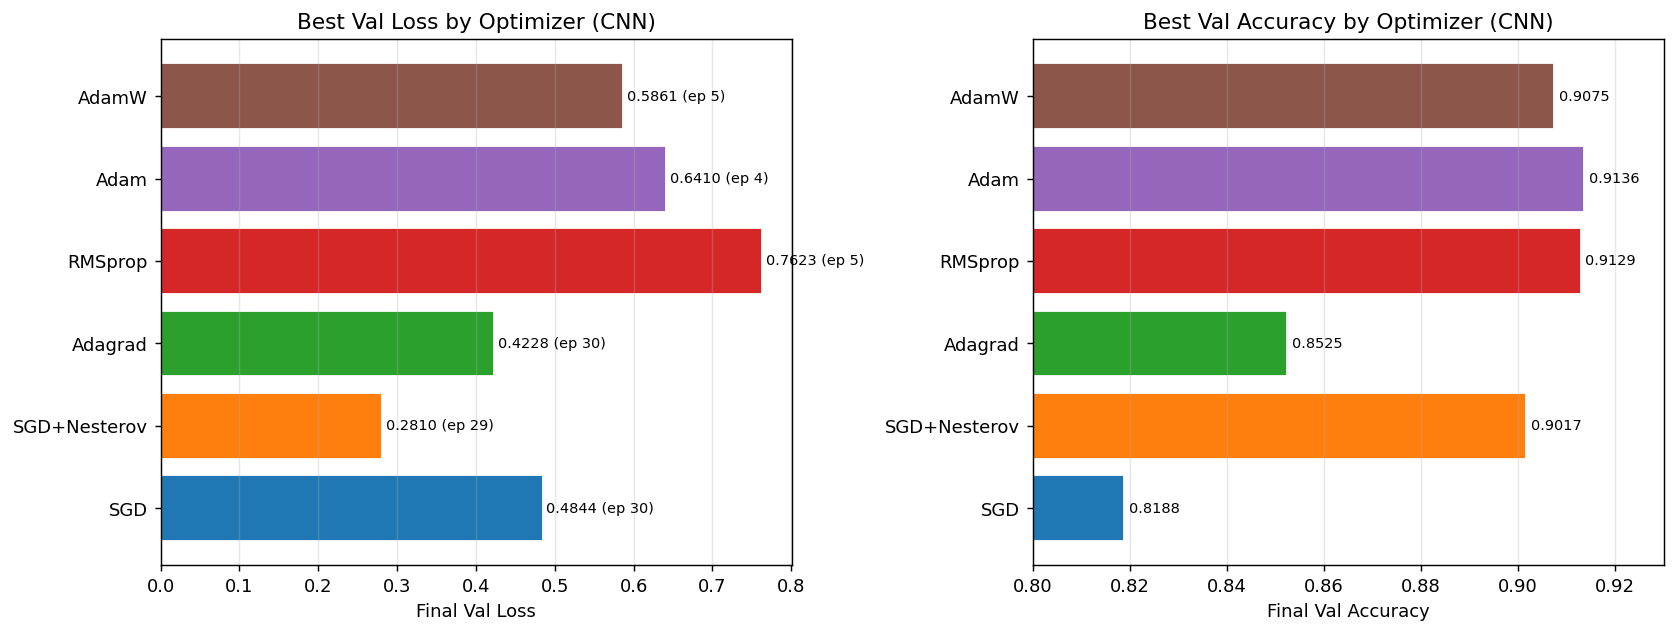 Best Val Loss by Optimizer (CNN)
AdamW
0.5861 (ep 5)
Adam
0.6410 (ep 4)
RMSprop
0.7623 (ep 5)
Adagrad
0.4228 (ep 30)
SGD+Nesterov
0.2810 (ep 29)
SGD
0.4844 (ep 30)
0.0 0.1 0.2 0.3 0.4 0.5 0.6 0.7 0.8
Final Val Loss
Best Val Accuracy by Optimizer (CNN)
AdamW
0.9075
Adam
0.9136
RMSprop
0.9129
Adagrad
0.8525
SGD+Nesterov
0.9017
SGD
0.8188
0.80 0.82 0.84 0.86 0.88 0.90 0.92
Final Val Accuracy